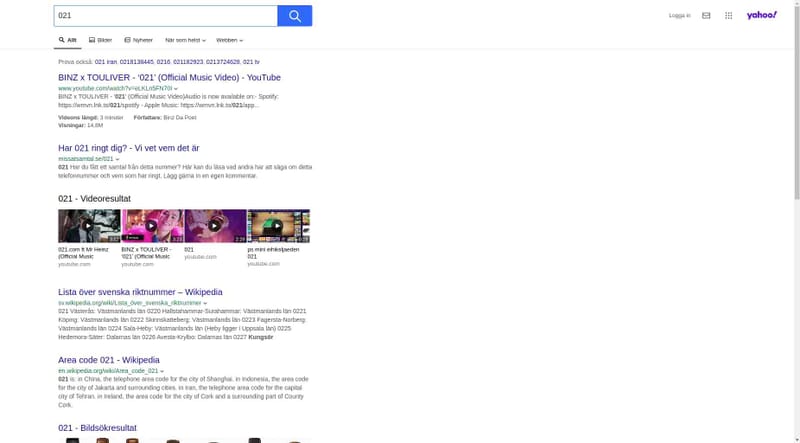 021
Logga in
yahoo!
Allt
Bilder
Nyheter
När som helst
Webben
Prova också: 021 iran, 0218138445, 0216, 021182923, 0213724628, 021 tv
BINZ x TOULIVER - '021' (Official Music Video) - YouTube
www.youtube.com/watch?v=eLKLn5FN70I
BINZ x TOULIVER - '021' (Official Music Video)Audio is now available on:- Spotify:
https://wmvn.lnk.to/021/spotify - Apple Music: https://wmvn.lnk.to/021/app...
Videons längd: 3 minuter Författare: Binz Da Poet
Visningar: 14,8M
Har 021 ringt dig? - Vi vet vem det är
missatsamtal.se/021
021 Har du fått ett samtal från detta nummer? Här kan du läsa vad andra har att säga om detta
telefonnummer och vem som har ringt. Lägg gärna in en egen kommentar.
021 - Videoresultat
3:23
2:29
021.com ft Mr Heinz
(Official Music
youtube.com
BINZ x TOULIVER -
'021' (Official Music
youtube.com
021
youtube.com
ps mini elhikaljaesten
021
youtube.com
Lista över svenska riktnummer – Wikipedia
sv.wikipedia.org/wiki/Lista_över_svenska_riktnummer
021 Västerås: Västmanlands län 0220 Hallstahammar-Surahammar: Västmanlands län 0221
Köping: Västmanlands län 0222 Skinnskatteberg: Västmanlands län 0223 Fagersta-Norberg:
Västmanlands län 0224 Sala-Heby: Västmanlands län (Heby ligger i Uppsala län) 0225
Hedemora-Säter: Dalarnas län 0226 Avesta-Krylbo: Dalarnas län 0227 Kungsör
Area code 021 - Wikipedia
en.wikipedia.org/wiki/Area_code_021
021 is: in China, the telephone area code for the city of Shanghai. in Indonesia, the area code
for the city of Jakarta and surrounding cities. in Iran, the telephone area code for the capital
city of Tehran. in Ireland, the area code for the City of Cork and a surrounding part of County
Cork.
021 - Bildsökresultat